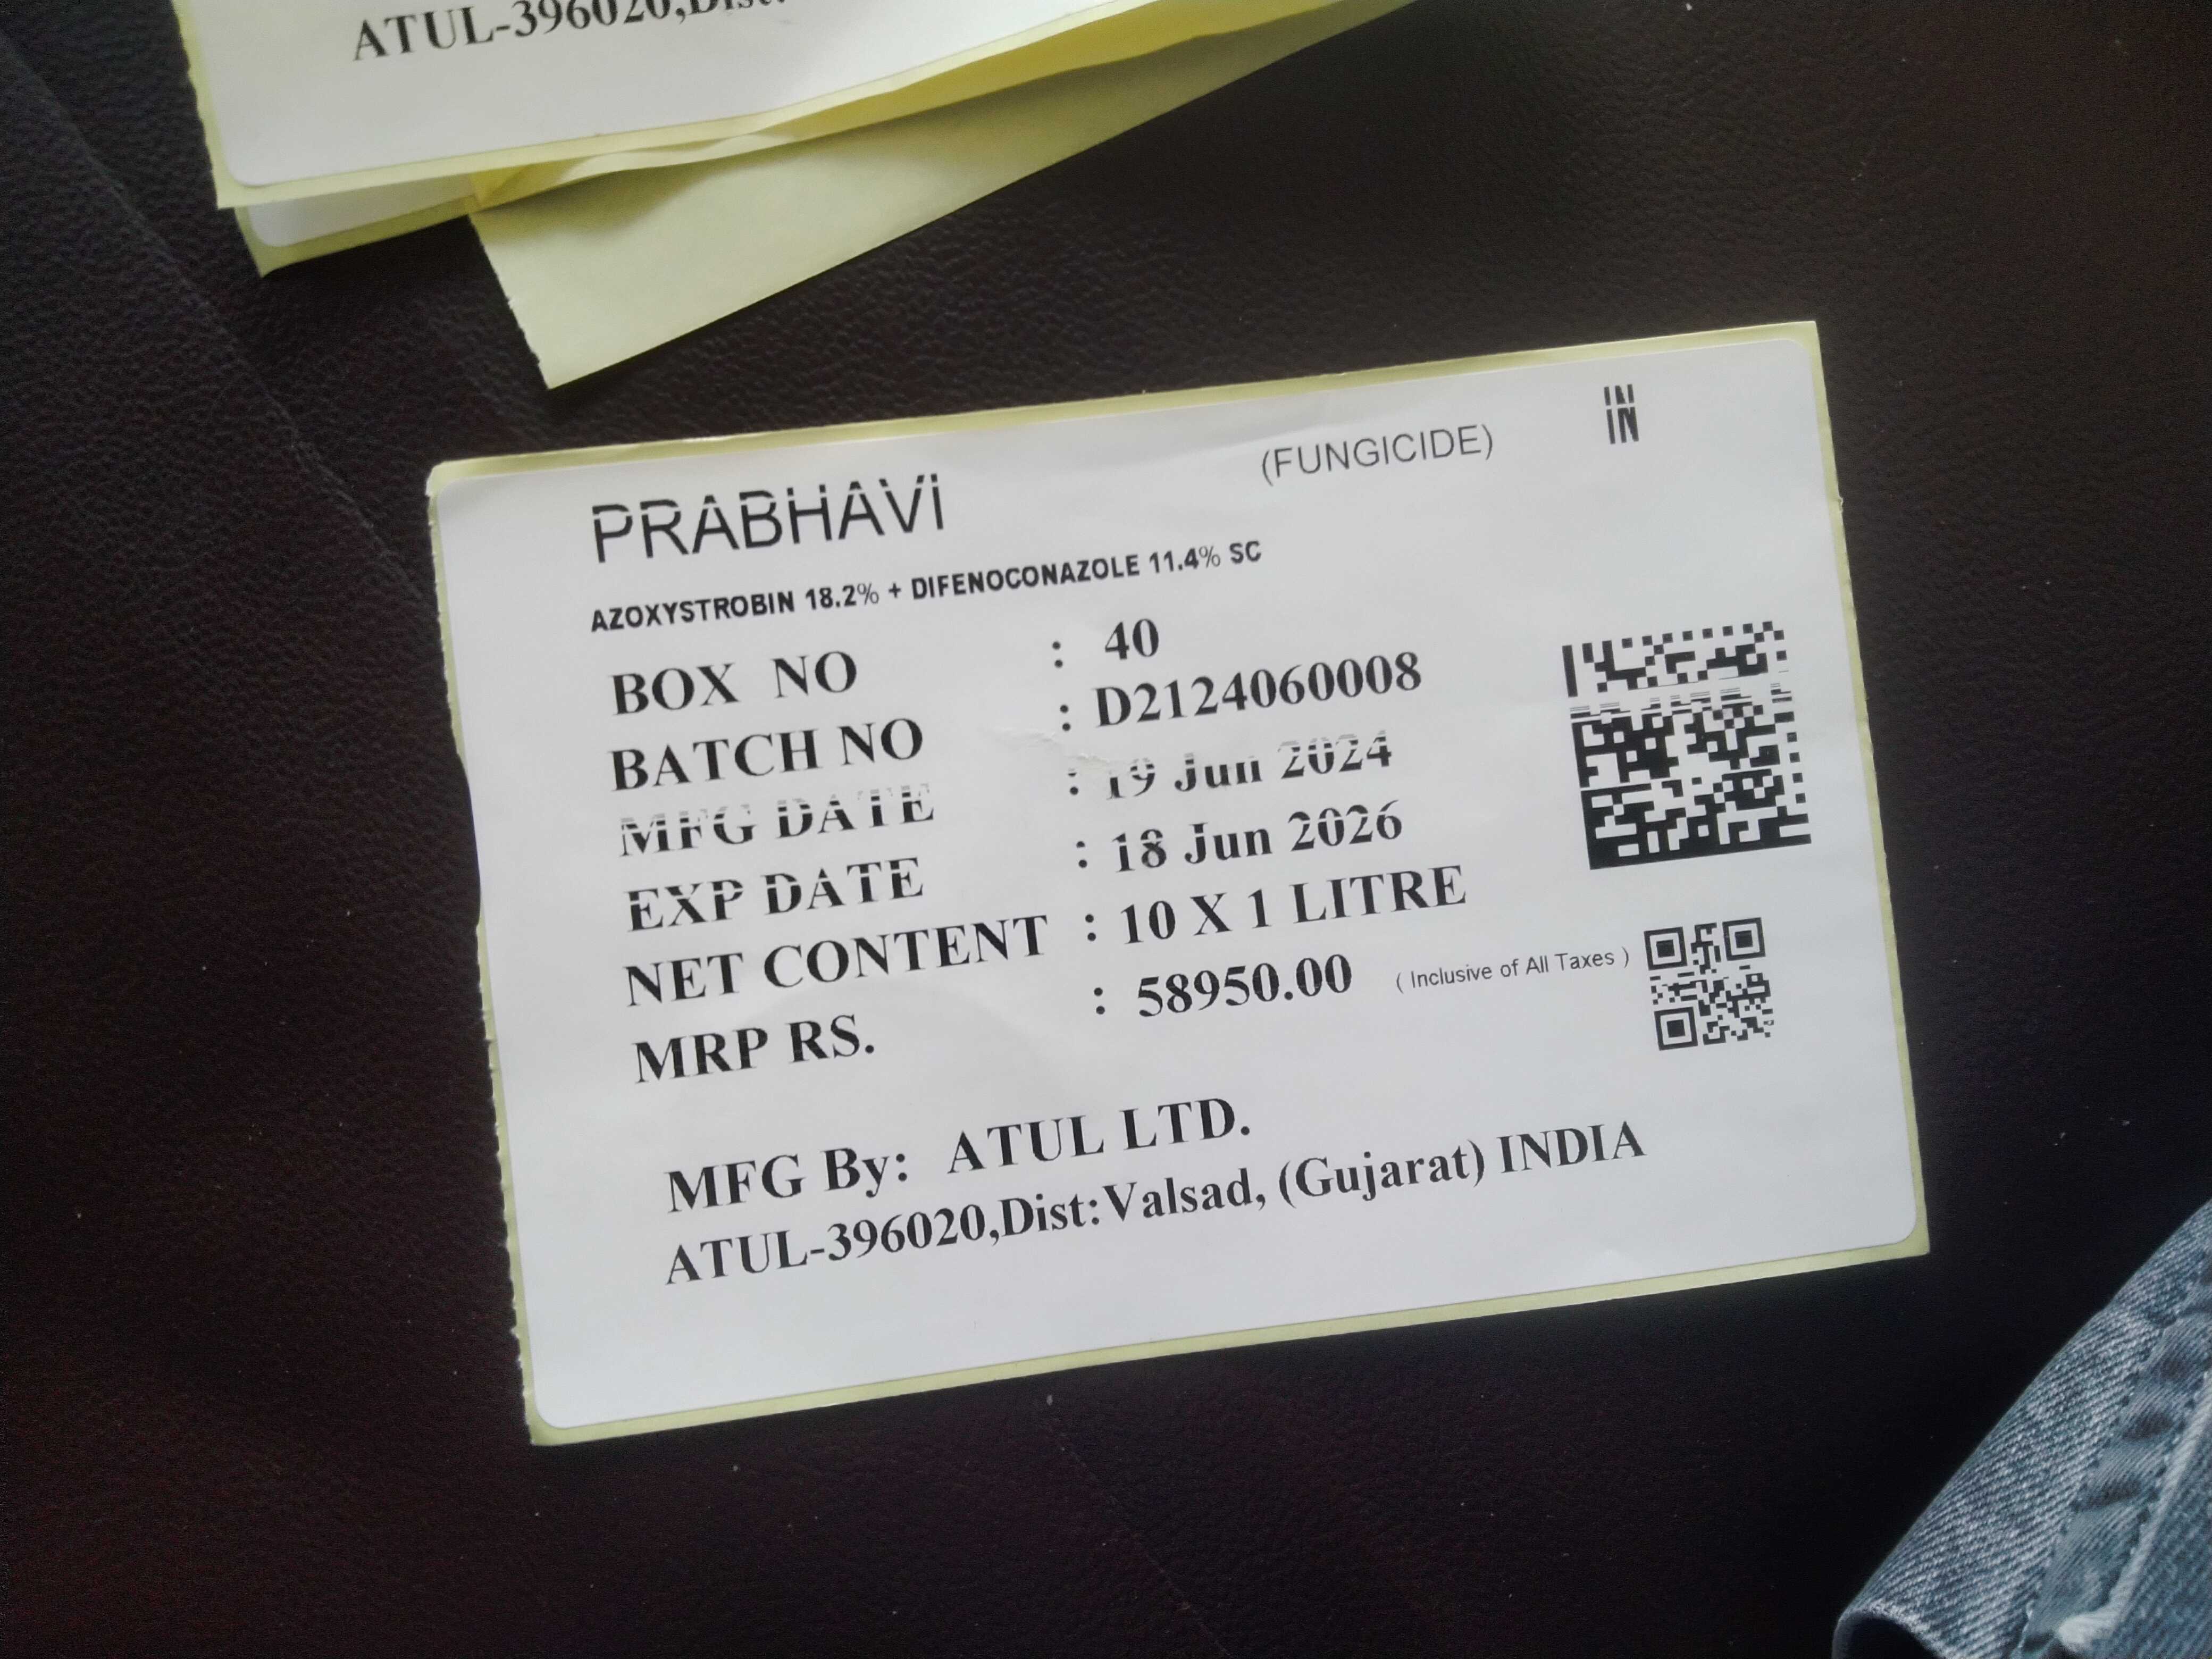 ATUL-396020,Dist:
PRABHAVI (FUNGICIDE) IN
AZOXYSTROBIN 18.2% + DIFENOCONAZOLE 11.4% SC
BOX NO : 40
BATCH NO : D2124060008
MFG DATE : 19 Jun 2024
EXP DATE : 18 Jun 2026
NET CONTENT : 10 X 1 LITRE
MRP RS. : 58950.00 ( Inclusive of All Taxes )
MFG By: ATUL LTD.
ATUL-396020,Dist:Valsad, (Gujarat) INDIA